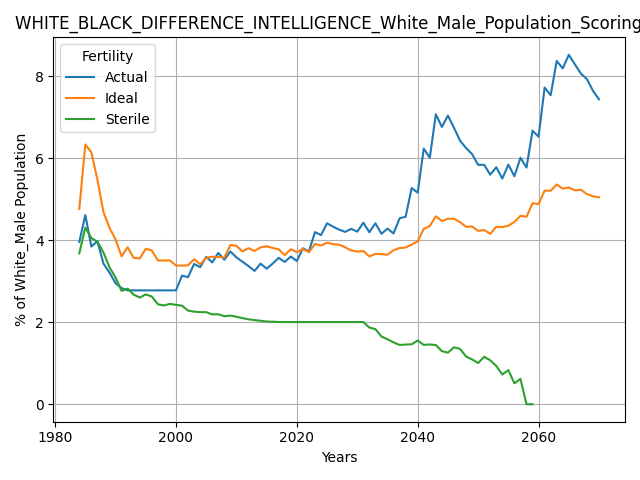 WHITE_BLACK_DIFFERENCE_INTELLIGENCE_White_Male_Population_Scoring
Fertility
Actual
Ideal
Sterile
% of White_Male Population
8
6
4
2
0
1980 2000 2020 2040 2060
Years